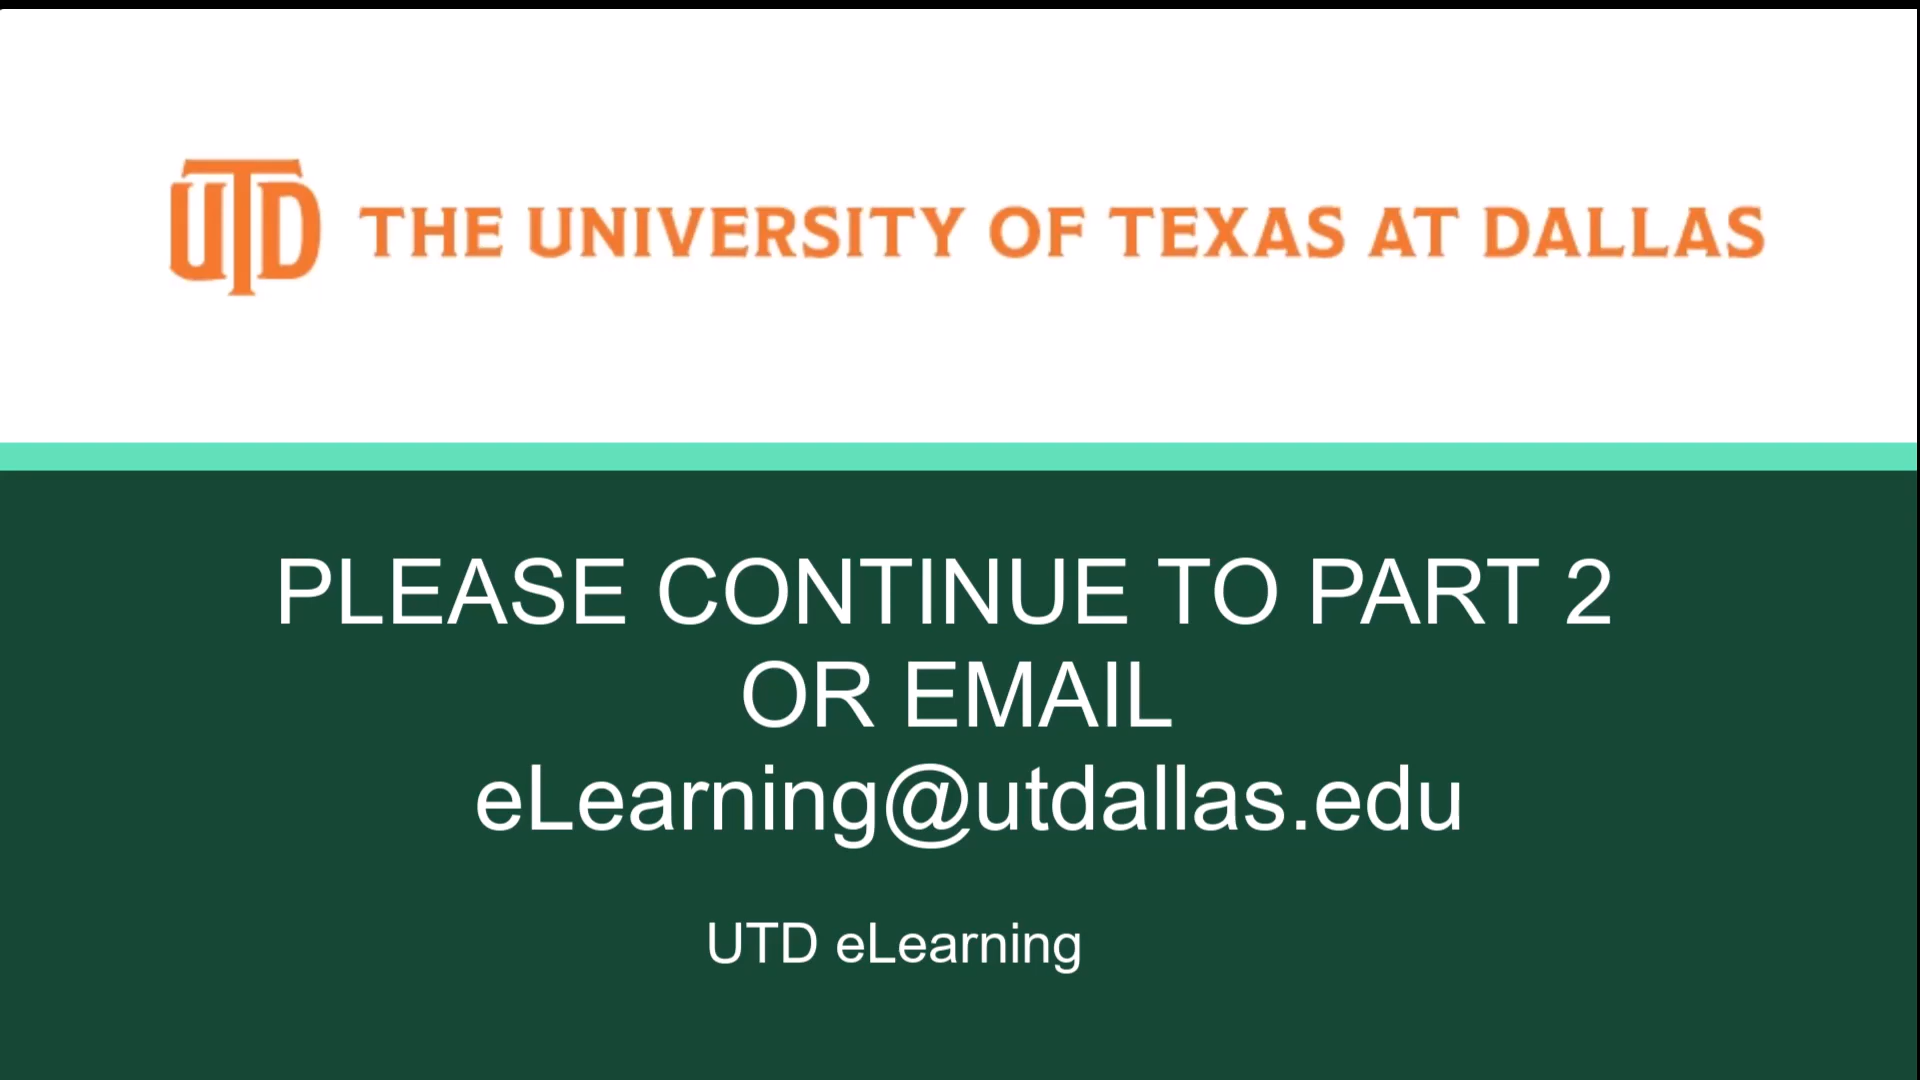 UTD THE UNIVERSITY OF TEXAS AT DALLAS
PLEASE CONTINUE TO PART 2
OR EMAIL
eLearning@utdallas.edu
UTD eLearning